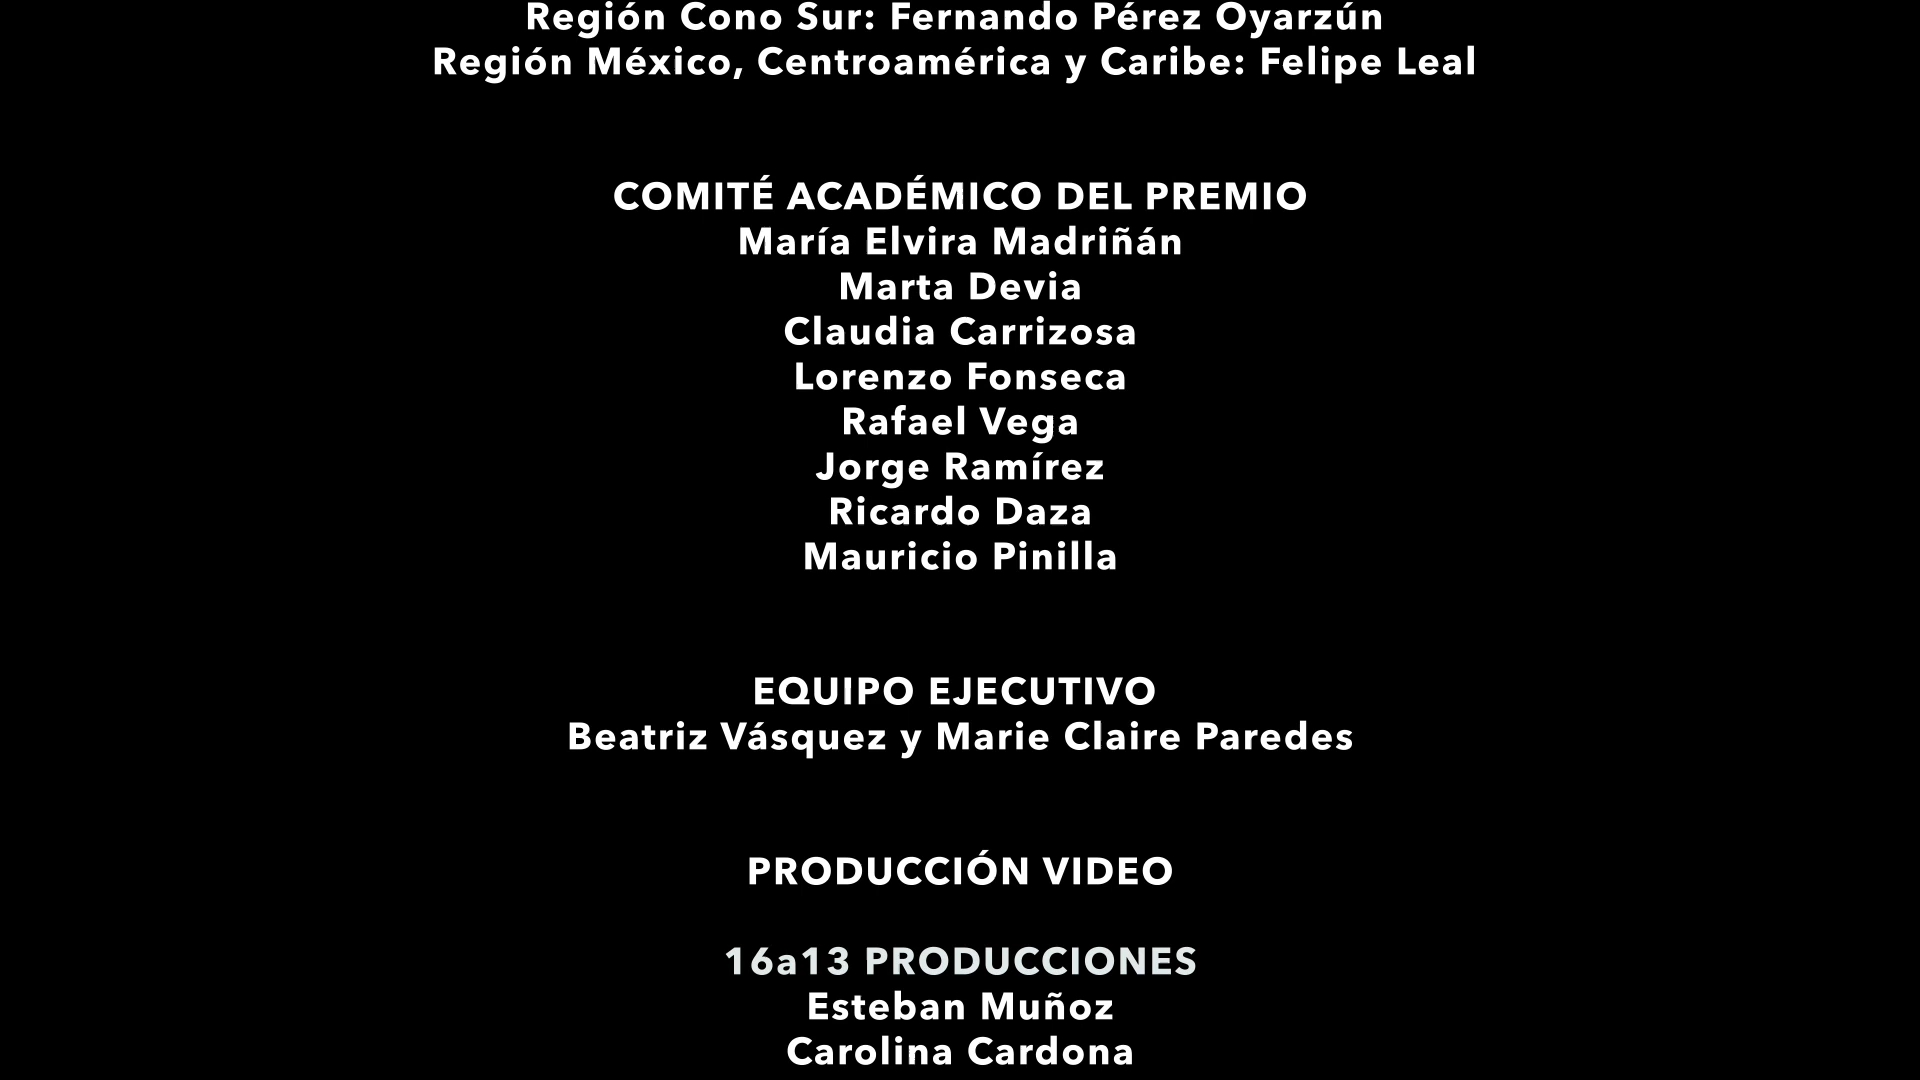 Región Cono Sur: Fernando Pérez Oyarzún
Región México, Centroamérica y Caribe: Felipe Leal
COMITÉ ACADÉMICO DEL PREMIO
María Elvira Madriñán
Marta Devia
Claudia Carrizosa
Lorenzo Fonseca
Rafael Vega
Jorge Ramírez
Ricardo Daza
Mauricio Pinilla
EQUIPO EJECUTIVO
Beatriz Vásquez y Marie Claire Paredes
PRODUCCIÓN VIDEO
16a13 PRODUCCIONES
Esteban Muñoz
Carolina Cardona